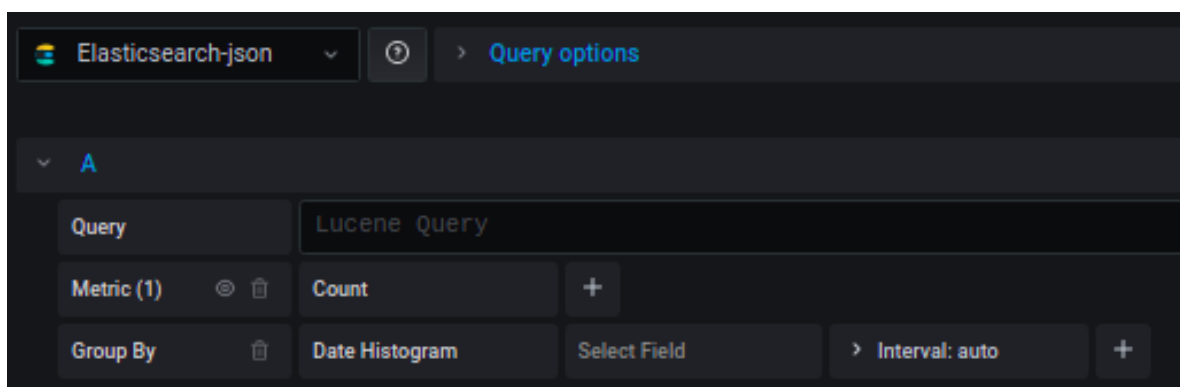 Elasticsearch-json Query options
A
Query Lucene Query
Metric (1) Count +
Group By Date Histogram Select Field > Interval: auto +